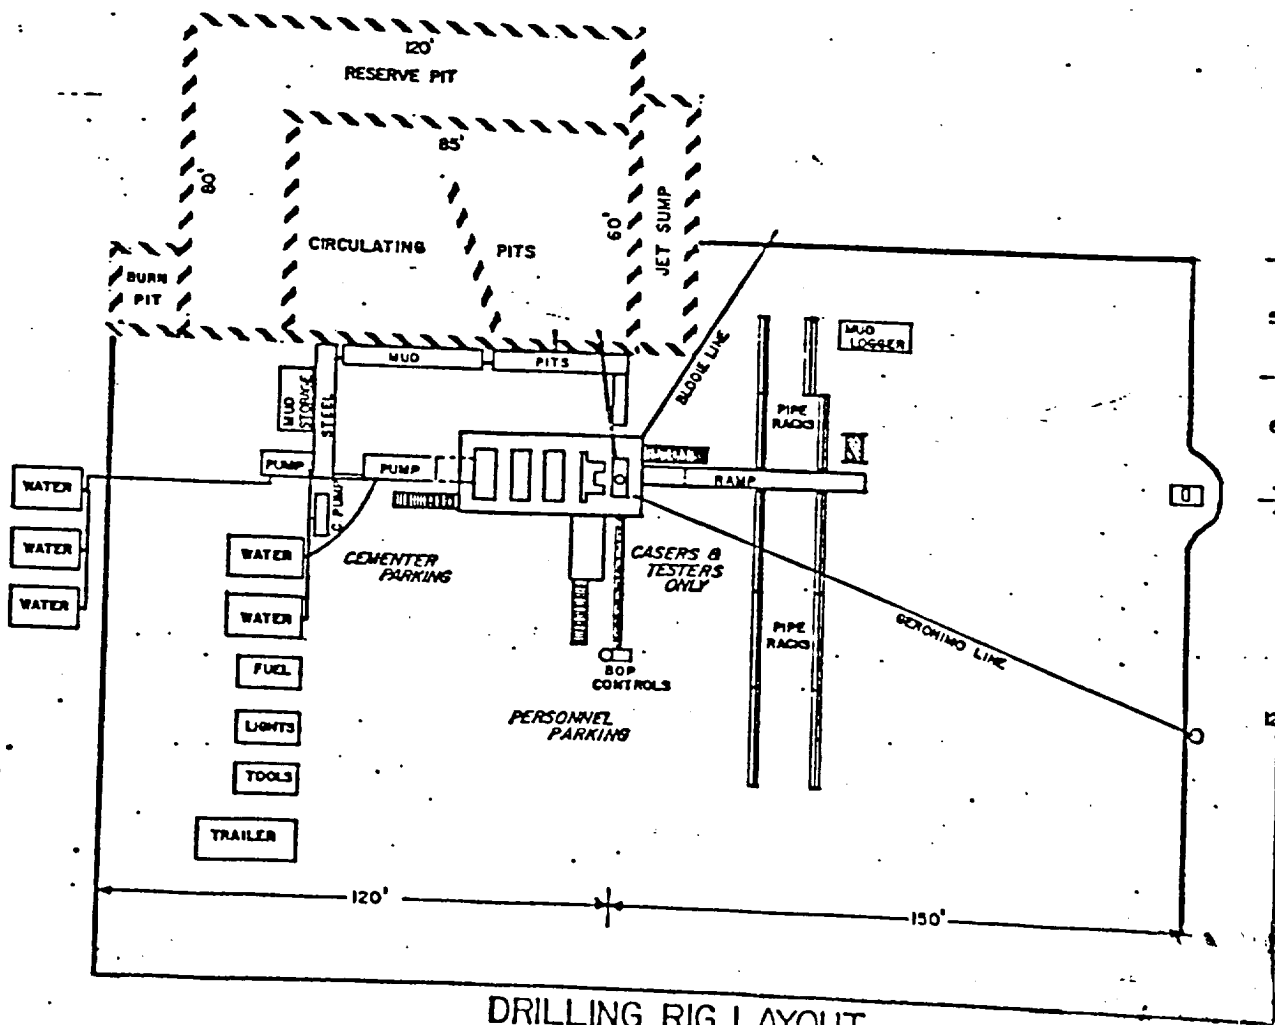 120'
RESERVE PIT
85'
80'
60'
JET SUMP
CIRCULATING PITS
BURN
PIT
BLOOIE LINE
MUD
LOGGER
MUD PITS
MUD
STORAGE
STEEL
PIPE
RACKS
PUMP
PUMP
RAMP
WATER
C PUMP
WATER
WATER
WATER
WATER
CEMENTER
PARKING
CASERS &
TESTERS
ONLY
GERONIMO LINE
PIPE
RACKS
FUEL
BOP
CONTROLS
LIGHTS
PERSONNEL
PARKING
TOOLS
TRAILER
120'
150'
DRILLING RIG LAYOUT